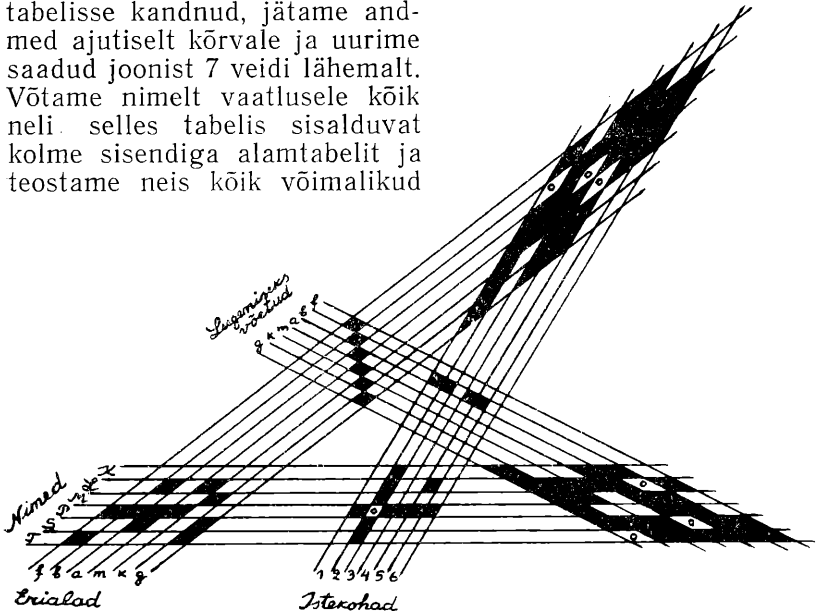 tabelisse kandnud, jätame and-
med ajutiselt kõrvale ja uurime
saadud joonist 7 veidi lähemalt.
Võtame nimelt vaatlusele kõik
neli selles tabelis sisalduvat
kolme sisendiga alamtabelit ja
teostame neis kõik võimalikud
Lugemiseks
võetud
g k m a b f
Nimed
T S B
K
f b a m k g
1 2 3 4 5 6
Erialad
Istekohad